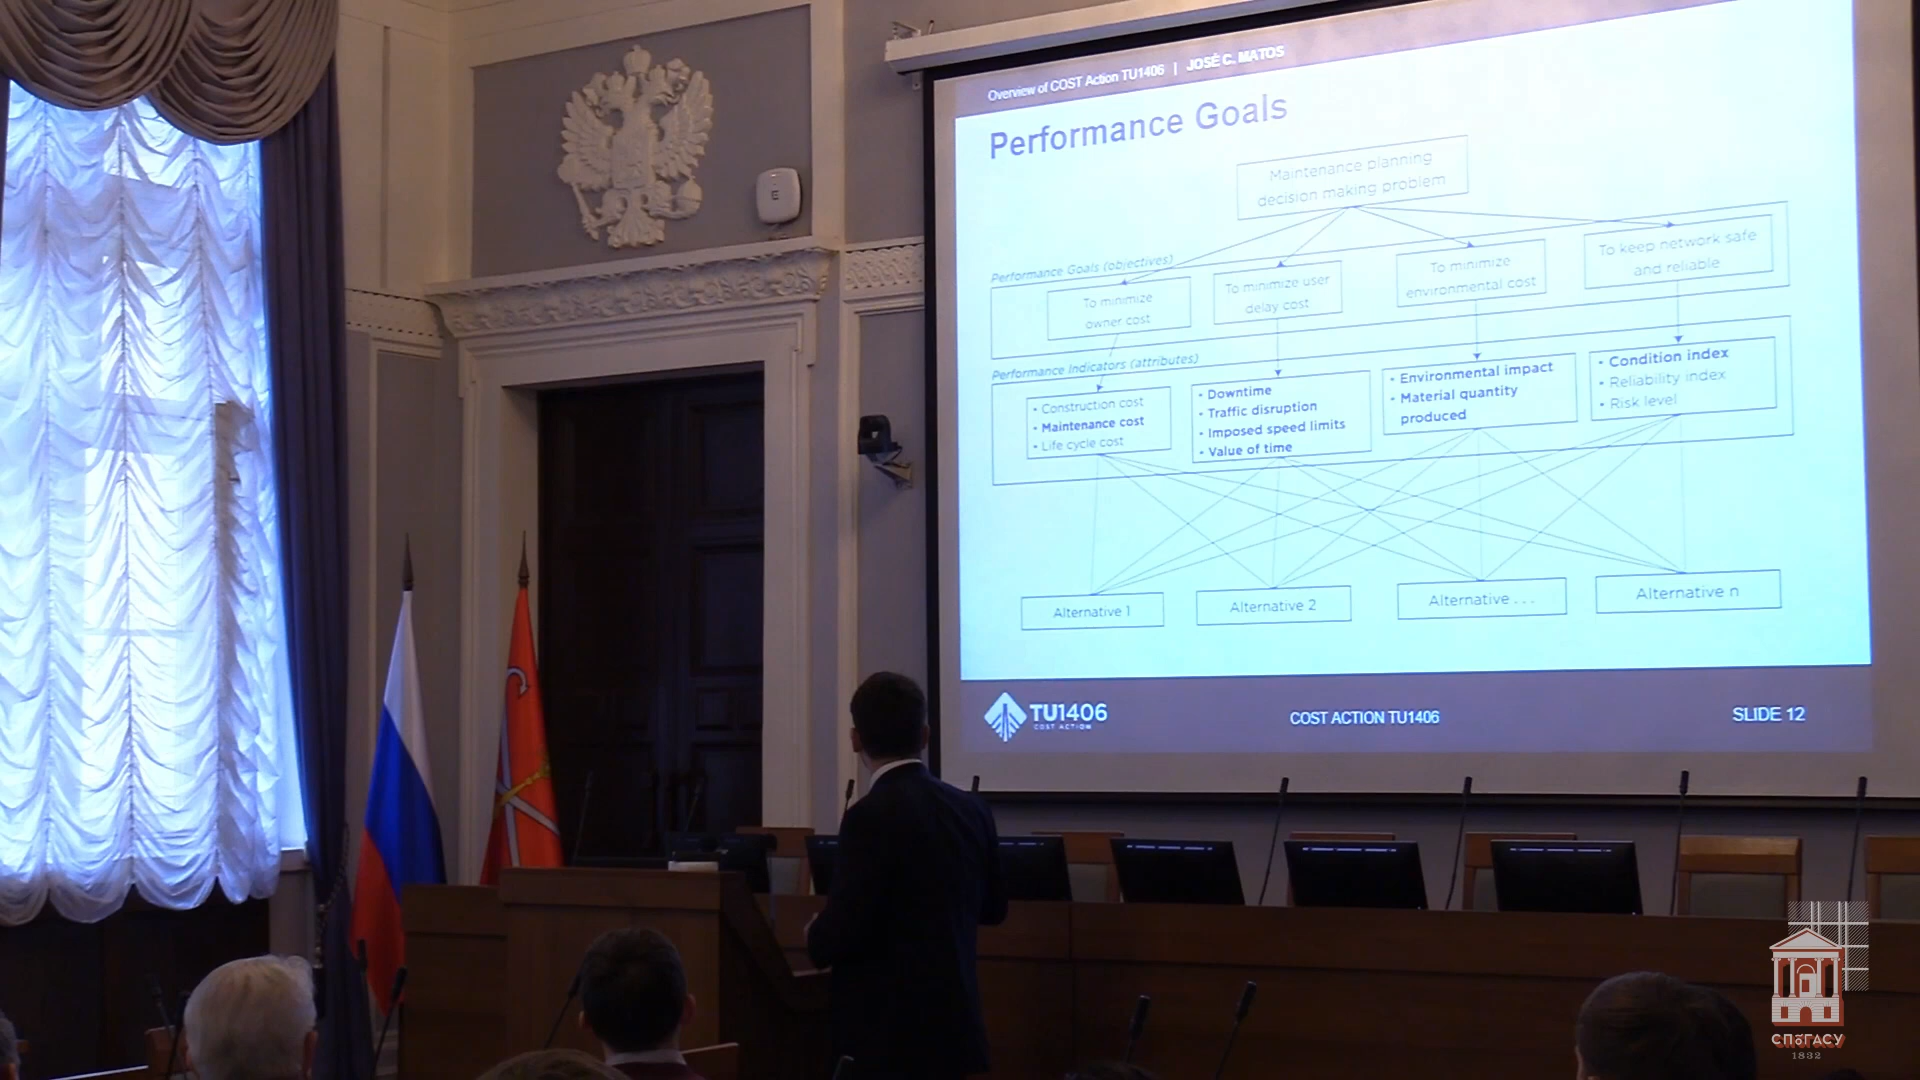 Overview of COST Action TU1406 | JOSÉ C. MATOS
Performance Goals
Maintenance planning
decision making problem
Performance Goals (objectives)
To minimize
owner cost
To minimize user
delay cost
To minimize
environmental cost
To keep network safe
and reliable
Performance Indicators (attributes)
• Construction cost
• Maintenance cost
• Life cycle cost
• Downtime
• Traffic disruption
• Imposed speed limits
• Value of time
• Environmental impact
• Material quantity
produced
• Condition index
• Reliability index
• Risk level
Alternative 1
Alternative 2
Alternative . . .
Alternative n
TU1406
COST ACTION
COST ACTION TU1406
SLIDE 12
E
СПбГАСУ
1832